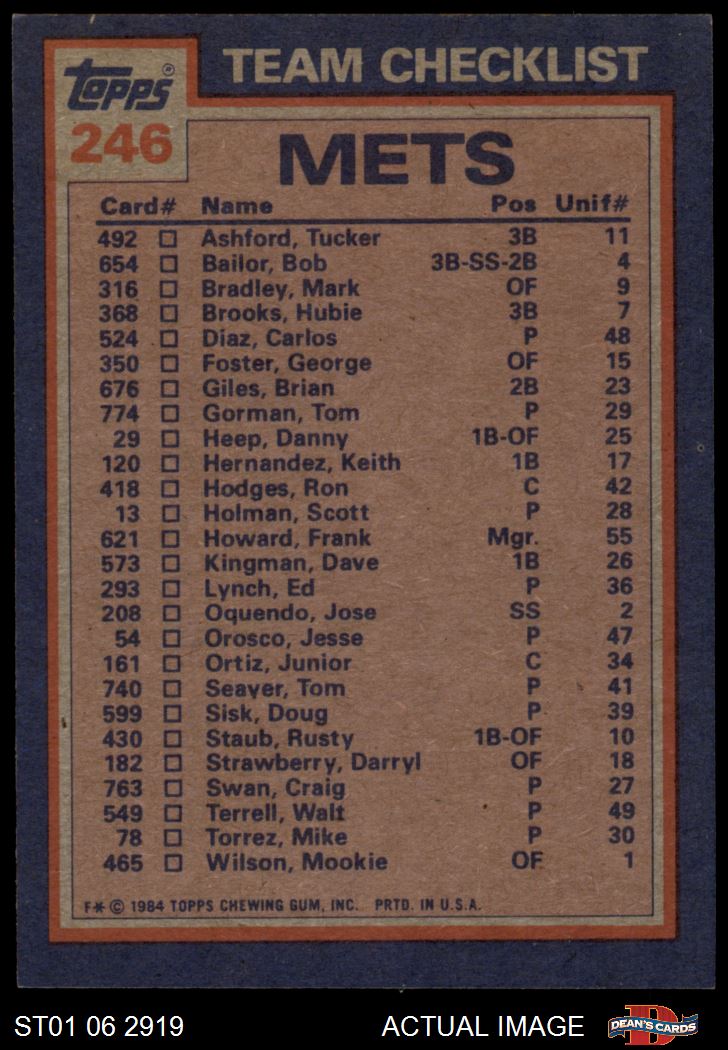 Topps®
TEAM CHECKLIST
246
METS
Card# Name Pos Unif#
492 □ Ashford, Tucker 3B 11
654 □ Bailor, Bob 3B-SS-2B 4
316 □ Bradley, Mark OF 9
368 □ Brooks, Hubie 3B 7
524 □ Diaz, Carlos P 48
350 □ Foster, George OF 15
676 □ Giles, Brian 2B 23
774 □ Gorman, Tom P 29
29 □ Heep, Danny 1B-OF 25
120 □ Hernandez, Keith 1B 17
418 □ Hodges, Ron C 42
13 □ Holman, Scott P 28
621 □ Howard, Frank Mgr. 55
573 □ Kingman, Dave 1B 26
293 □ Lynch, Ed P 36
208 □ Oquendo, Jose SS 2
54 □ Orosco, Jesse P 47
161 □ Ortiz, Junior C 34
740 □ Seaver, Tom P 41
599 □ Sisk, Doug P 39
430 □ Staub, Rusty 1B-OF 10
182 □ Strawberry, Darryl OF 18
763 □ Swan, Craig P 27
549 □ Terrell, Walt P 49
78 □ Torrez, Mike P 30
465 □ Wilson, Mookie OF 1
F* © 1984 TOPPS CHEWING GUM, INC. PRTD. IN U.S.A.
ST01 06 2919 ACTUAL IMAGE D DEAN'S CARDS